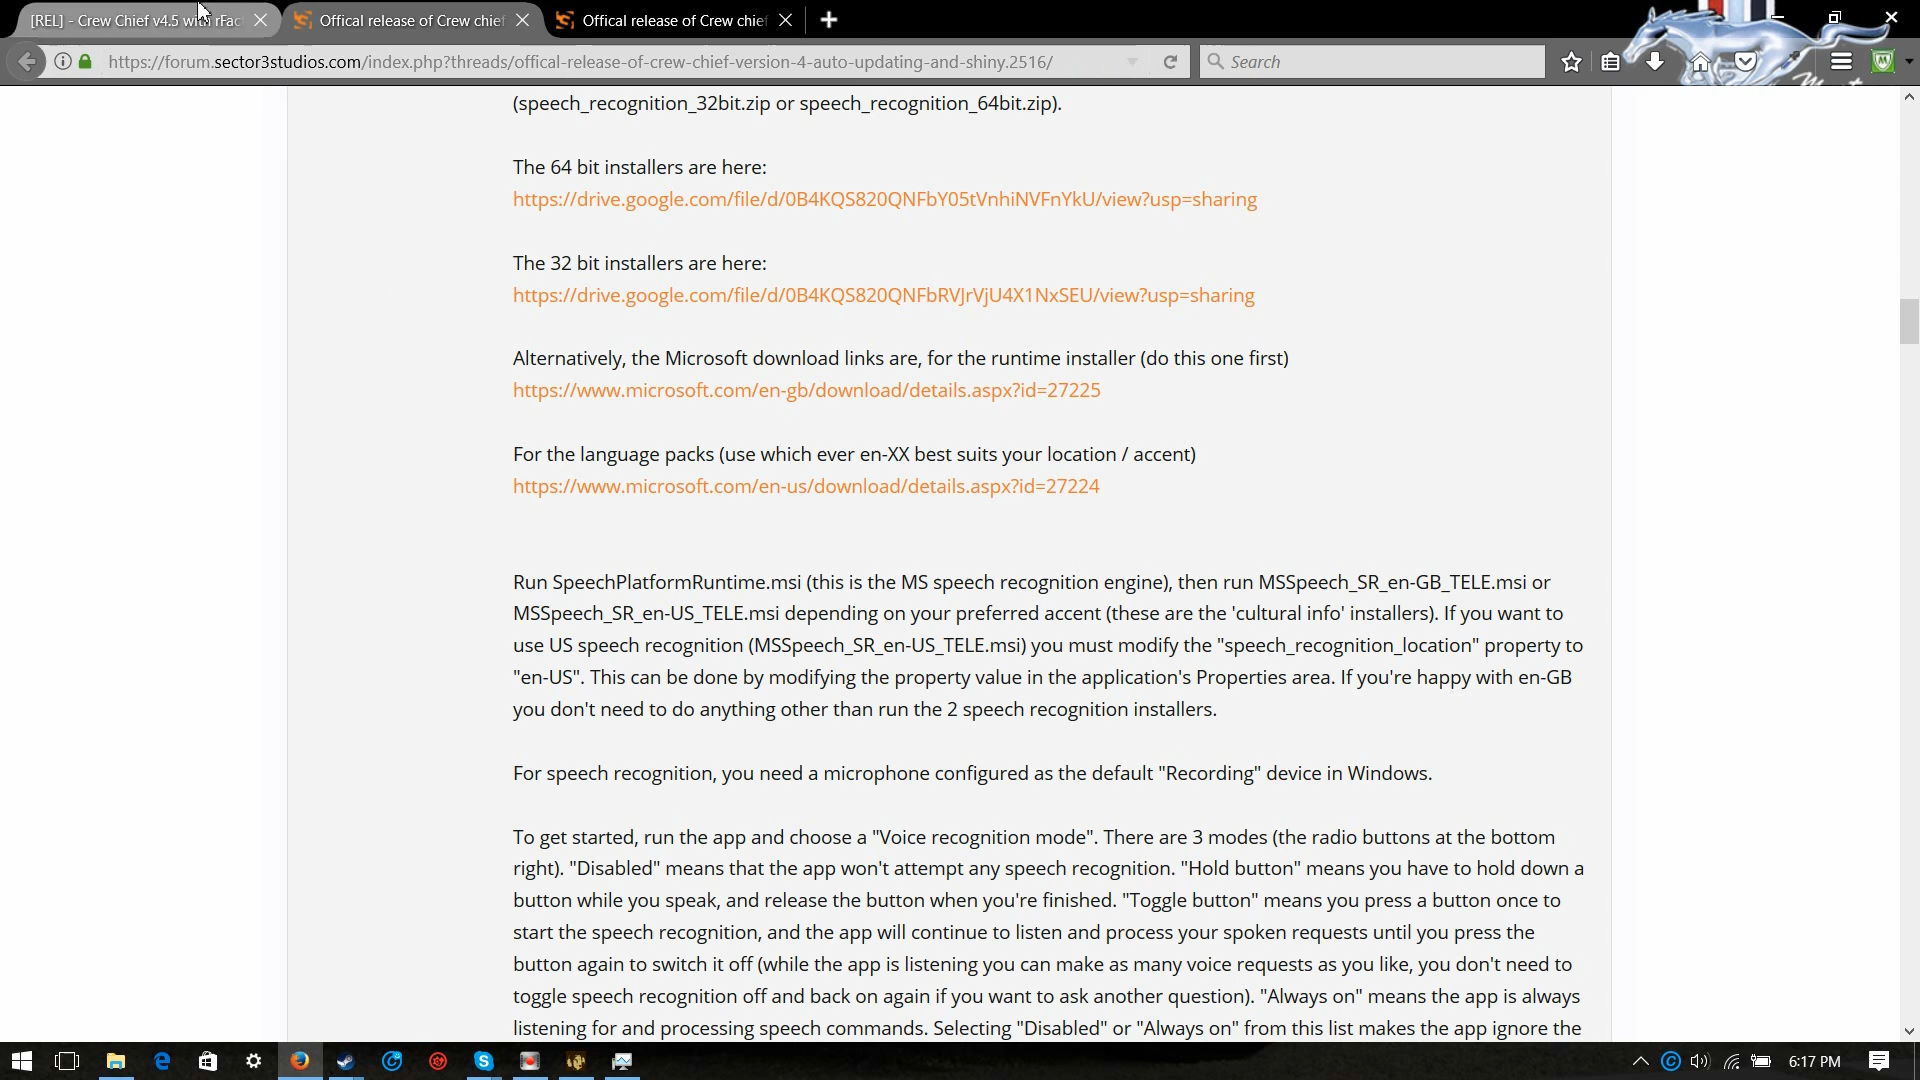 [REL] - Crew Chief v4.5 with rFac
Offical release of Crew chief
Offical release of Crew chief
https://forum.sector3studios.com/index.php?threads/offical-release-of-crew-chief-version-4-auto-updating-and-shiny.2516/
Search
(speech_recognition_32bit.zip or speech_recognition_64bit.zip).
The 64 bit installers are here:
https://drive.google.com/file/d/0B4KQS820QNFbY05tVnhiNVFnYkU/view?usp=sharing
The 32 bit installers are here:
https://drive.google.com/file/d/0B4KQS820QNFbRVJrVjU4X1NxSEU/view?usp=sharing
Alternatively, the Microsoft download links are, for the runtime installer (do this one first)
https://www.microsoft.com/en-gb/download/details.aspx?id=27225
For the language packs (use which ever en-XX best suits your location / accent)
https://www.microsoft.com/en-us/download/details.aspx?id=27224
Run SpeechPlatformRuntime.msi (this is the MS speech recognition engine), then run MSSpeech_SR_en-GB_TELE.msi or
MSSpeech_SR_en-US_TELE.msi depending on your preferred accent (these are the 'cultural info' installers). If you want to
use US speech recognition (MSSpeech_SR_en-US_TELE.msi) you must modify the "speech_recognition_location" property to
"en-US". This can be done by modifying the property value in the application's Properties area. If you're happy with en-GB
you don't need to do anything other than run the 2 speech recognition installers.
For speech recognition, you need a microphone configured as the default "Recording" device in Windows.
To get started, run the app and choose a "Voice recognition mode". There are 3 modes (the radio buttons at the bottom
right). "Disabled" means that the app won't attempt any speech recognition. "Hold button" means you have to hold down a
button while you speak, and release the button when you're finished. "Toggle button" means you press a button once to
start the speech recognition, and the app will continue to listen and process your spoken requests until you press the
button again to switch it off (while the app is listening you can make as many voice requests as you like, you don't need to
toggle speech recognition off and back on again if you want to ask another question). "Always on" means the app is always
listening for and processing speech commands. Selecting "Disabled" or "Always on" from this list makes the app ignore the
6:17 PM